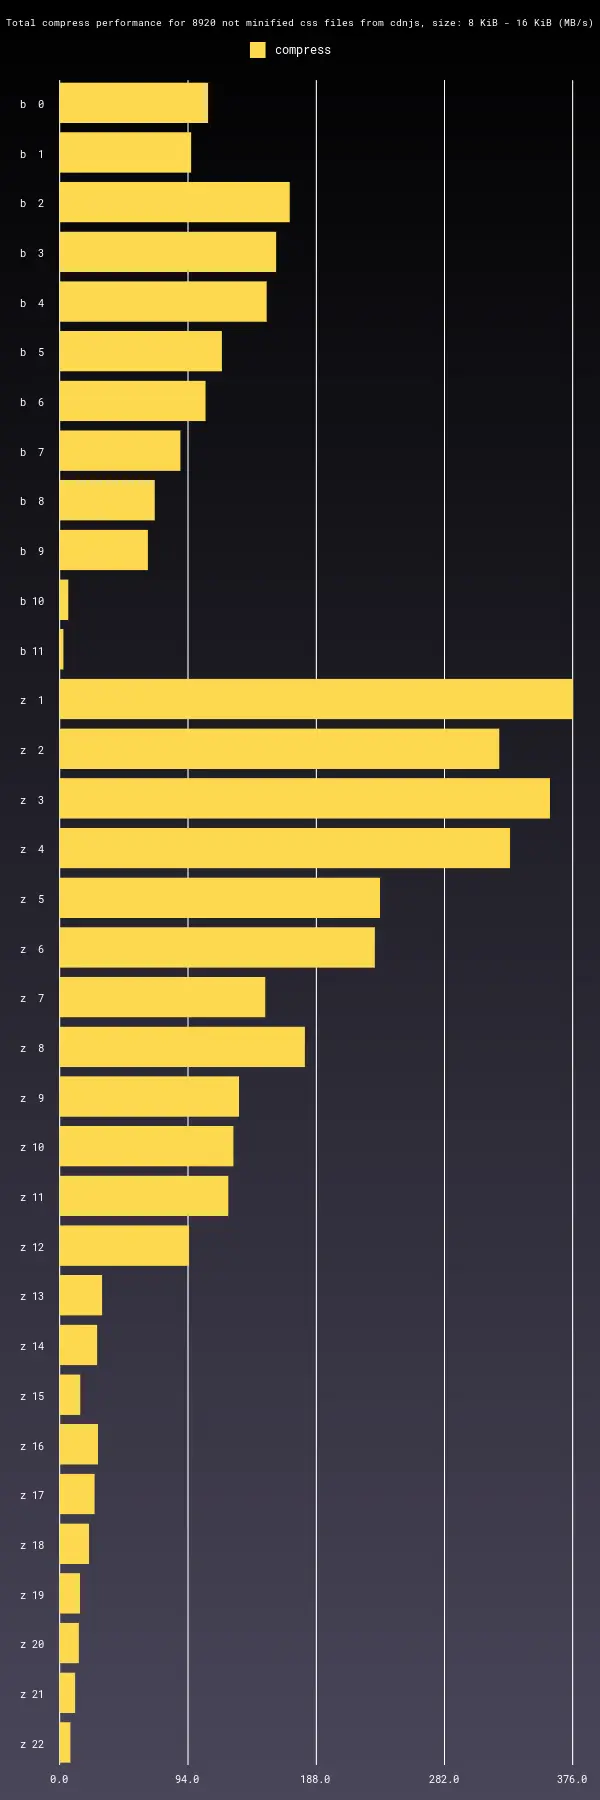 Total compress performance for 8920 not minified css files from cdnjs, size: 8 KiB - 16 KiB (MB/s)
compress
b 0
b 1
b 2
b 3
b 4
b 5
b 6
b 7
b 8
b 9
b 10
b 11
z 1
z 2
z 3
z 4
z 5
z 6
z 7
z 8
z 9
z 10
z 11
z 12
z 13
z 14
z 15
z 16
z 17
z 18
z 19
z 20
z 21
z 22
0.0 94.0 188.0 282.0 376.0